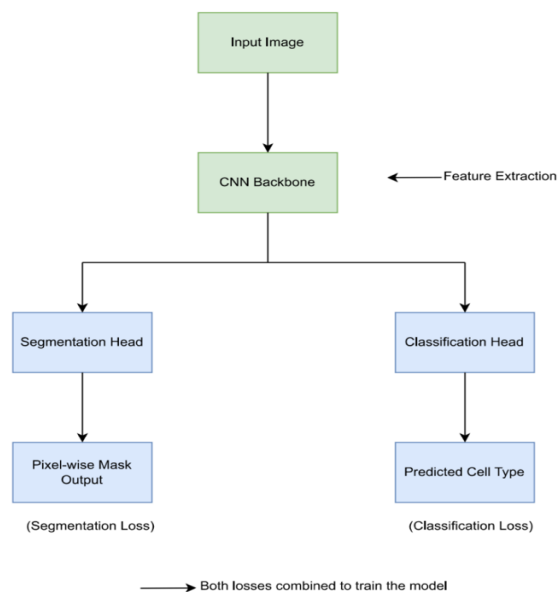 Input Image
CNN Backbone
Feature Extraction
Segmentation Head
Classification Head
Pixel-wise Mask
Output
Predicted Cell Type
(Segmentation Loss)
(Classification Loss)
Both losses combined to train the model